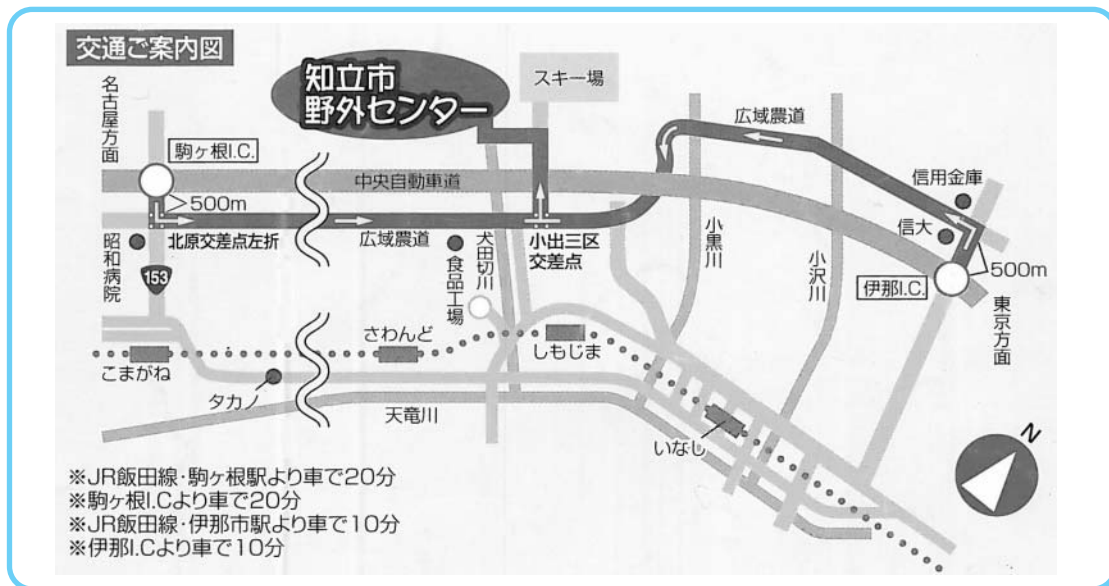 交通ご案内図
知立市
野外センター
スキー場
広域農道
名古屋方面
駒ヶ根I.C.
500m
中央自動車道
信用金庫
信大
北原交差点左折
広域農道
小出三区
交差点
小黒川
小沢川
500m
伊那I.C.
東京方面
昭和病院
153
犬田切川
食品工場
さわんど
しもじま
こまがね
タカノ
天竜川
いなし
N
※JR飯田線・駒ヶ根駅より車で20分
※駒ヶ根I.Cより車で20分
※JR飯田線・伊那市駅より車で10分
※伊那I.Cより車で10分